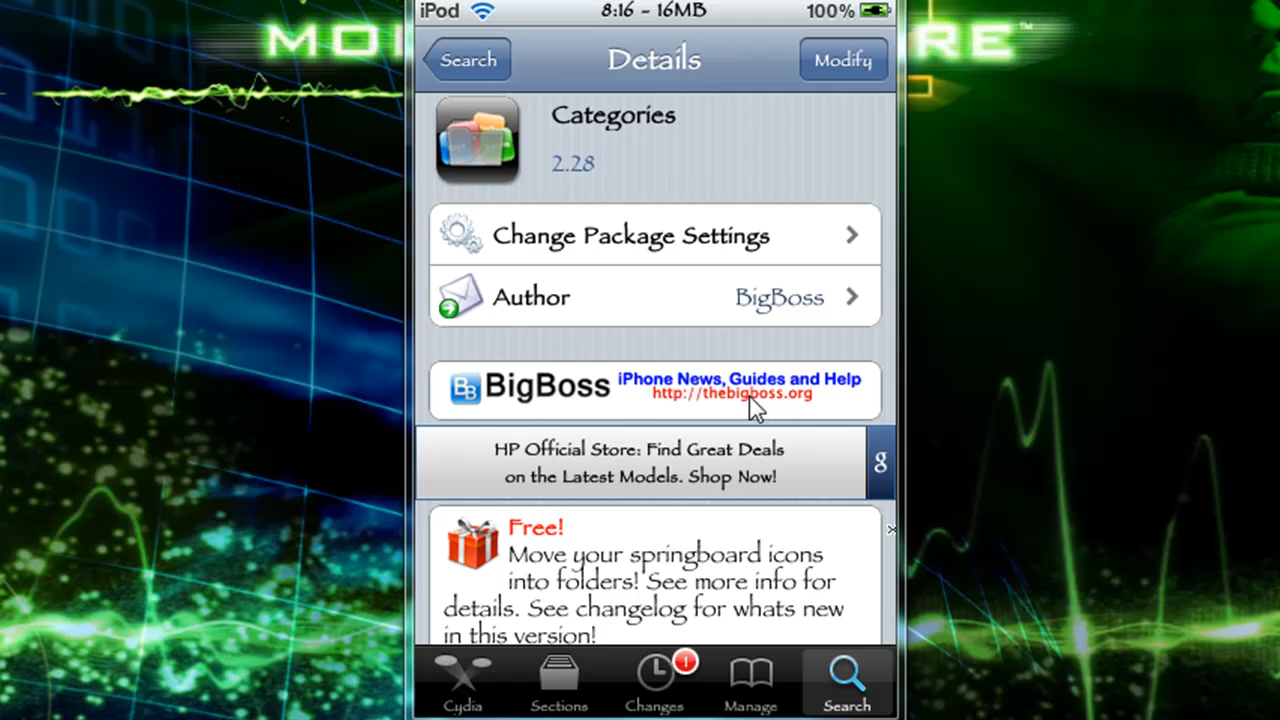 iPod 8:16 - 16MB 100%
Search Details Modify
Categories
2.28
Change Package Settings
Author BigBoss
BB BigBoss iPhone News, Guides and Help
http://thebigboss.org
HP Official Store: Find Great Deals
on the Latest Models. Shop Now!
g
Free!
Move your springboard icons
into folders! See more info for
details. See changelog for whats new
in this version!
Cydia Sections Changes 1 Manage Search